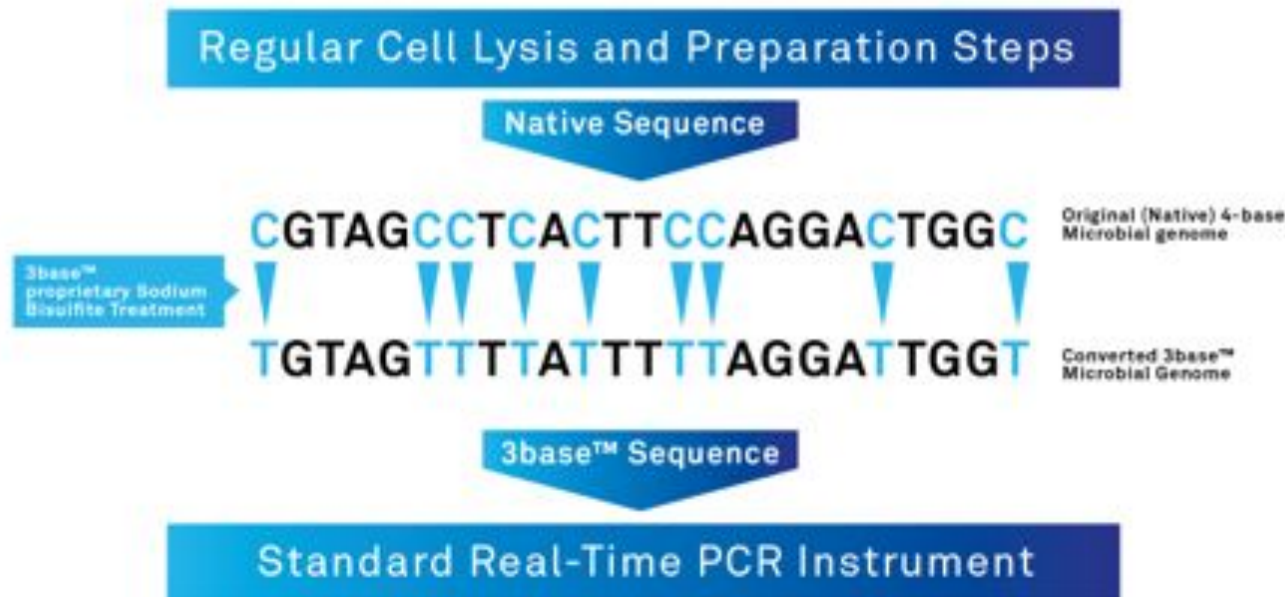 Regular Cell Lysis and Preparation Steps
Native Sequence
CGTAGCCTCACTTCCAGGACTGGC
Original (Native) 4-base
Microbial genome
3base™
proprietary Sodium
Bisulfite Treatment
TGTAGTTTTATTTTTAGGATTGGT
Converted 3base™
Microbial Genome
3base™ Sequence
Standard Real-Time PCR Instrument